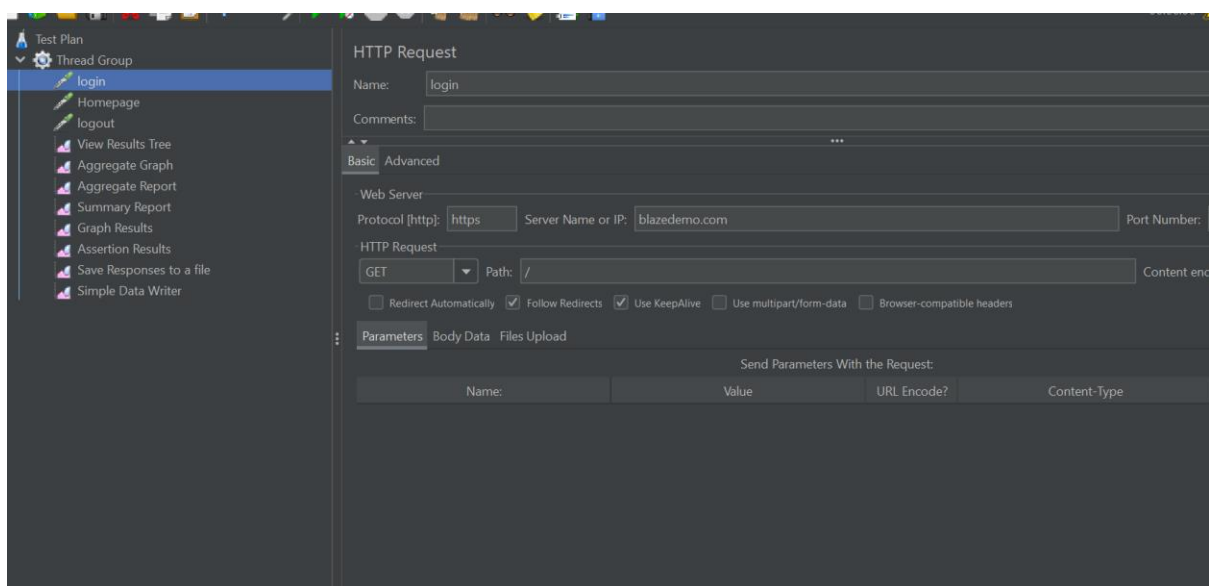 Test Plan
Thread Group
login
Homepage
logout
View Results Tree
Aggregate Graph
Aggregate Report
Summary Report
Graph Results
Assertion Results
Save Responses to a file
Simple Data Writer
HTTP Request
Name: login
Comments:
Basic Advanced
Web Server
Protocol [http]: https Server Name or IP: blazedemo.com Port Number:
HTTP Request
GET Path: / Content enc
Redirect Automatically Follow Redirects Use KeepAlive Use multipart/form-data Browser-compatible headers
Parameters Body Data Files Upload
Send Parameters With the Request:
Name: Value URL Encode? Content-Type